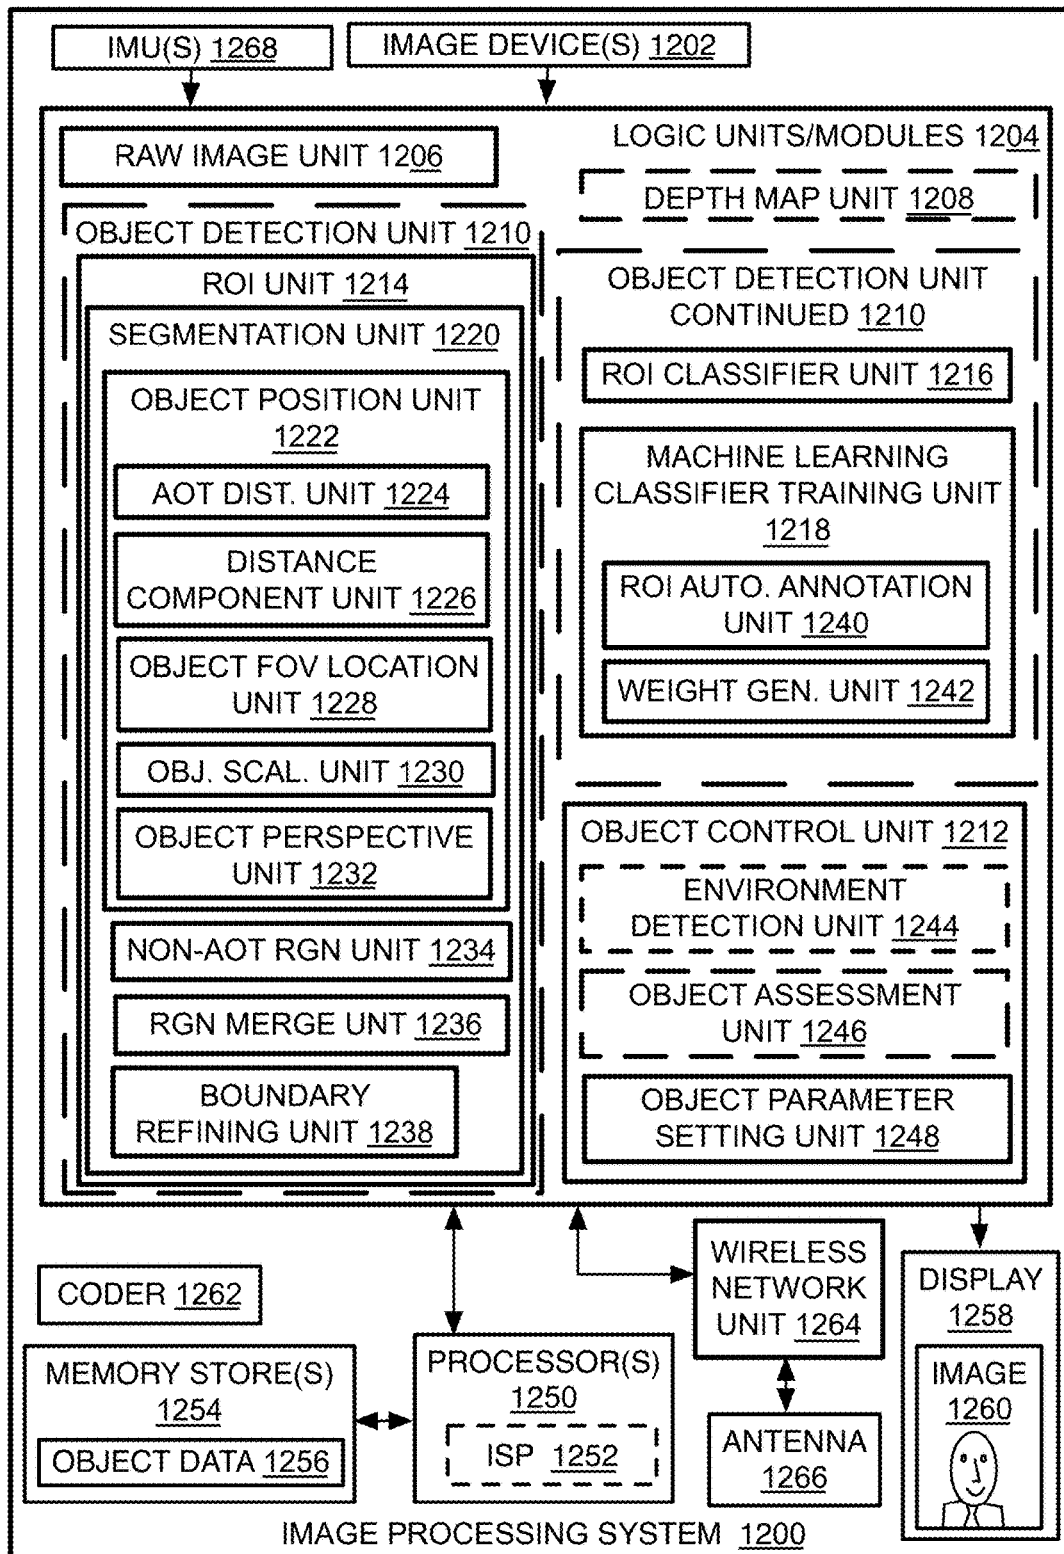 IMU(S) 1268
IMAGE DEVICE(S) 1202
LOGIC UNITS/MODULES 1204
RAW IMAGE UNIT 1206
DEPTH MAP UNIT 1208
OBJECT DETECTION UNIT 1210
ROI UNIT 1214
SEGMENTATION UNIT 1220
OBJECT POSITION UNIT
1222
AOT DIST. UNIT 1224
DISTANCE
COMPONENT UNIT 1226
OBJECT FOV LOCATION
UNIT 1228
OBJ. SCAL. UNIT 1230
OBJECT PERSPECTIVE
UNIT 1232
NON-AOT RGN UNIT 1234
RGN MERGE UNT 1236
BOUNDARY
REFINING UNIT 1238
OBJECT DETECTION UNIT
CONTINUED 1210
ROI CLASSIFIER UNIT 1216
MACHINE LEARNING
CLASSIFIER TRAINING UNIT
1218
ROI AUTO. ANNOTATION
UNIT 1240
WEIGHT GEN. UNIT 1242
OBJECT CONTROL UNIT 1212
ENVIRONMENT
DETECTION UNIT 1244
OBJECT ASSESSMENT
UNIT 1246
OBJECT PARAMETER
SETTING UNIT 1248
CODER 1262
MEMORY STORE(S)
1254
OBJECT DATA 1256
PROCESSOR(S)
1250
ISP 1252
WIRELESS
NETWORK
UNIT 1264
ANTENNA
1266
DISPLAY
1258
IMAGE
1260
IMAGE PROCESSING SYSTEM 1200